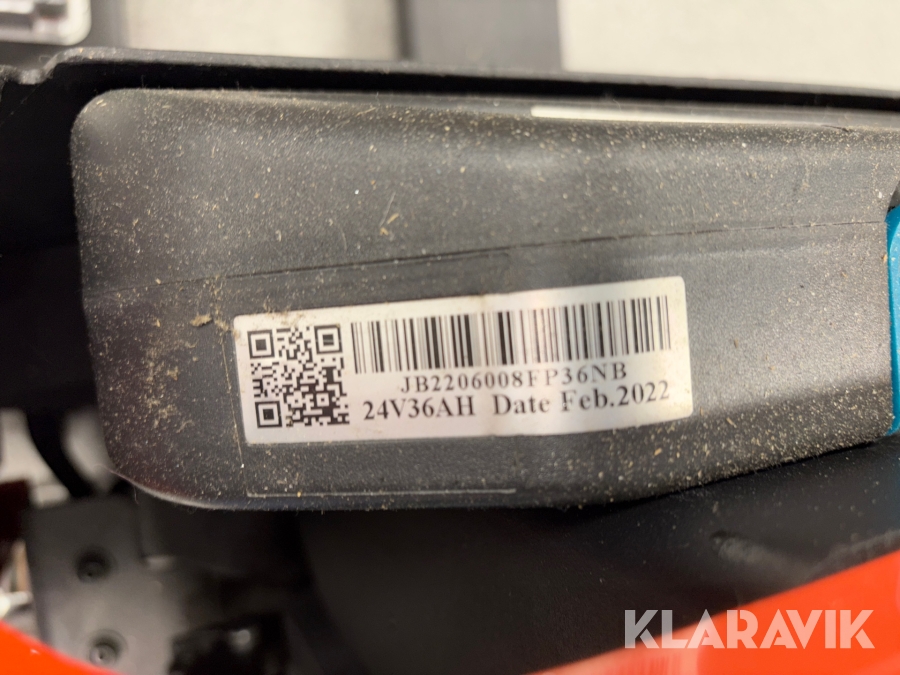 JB2206008FP36NB
24V36AH Date Feb.2022
KLARAVIK